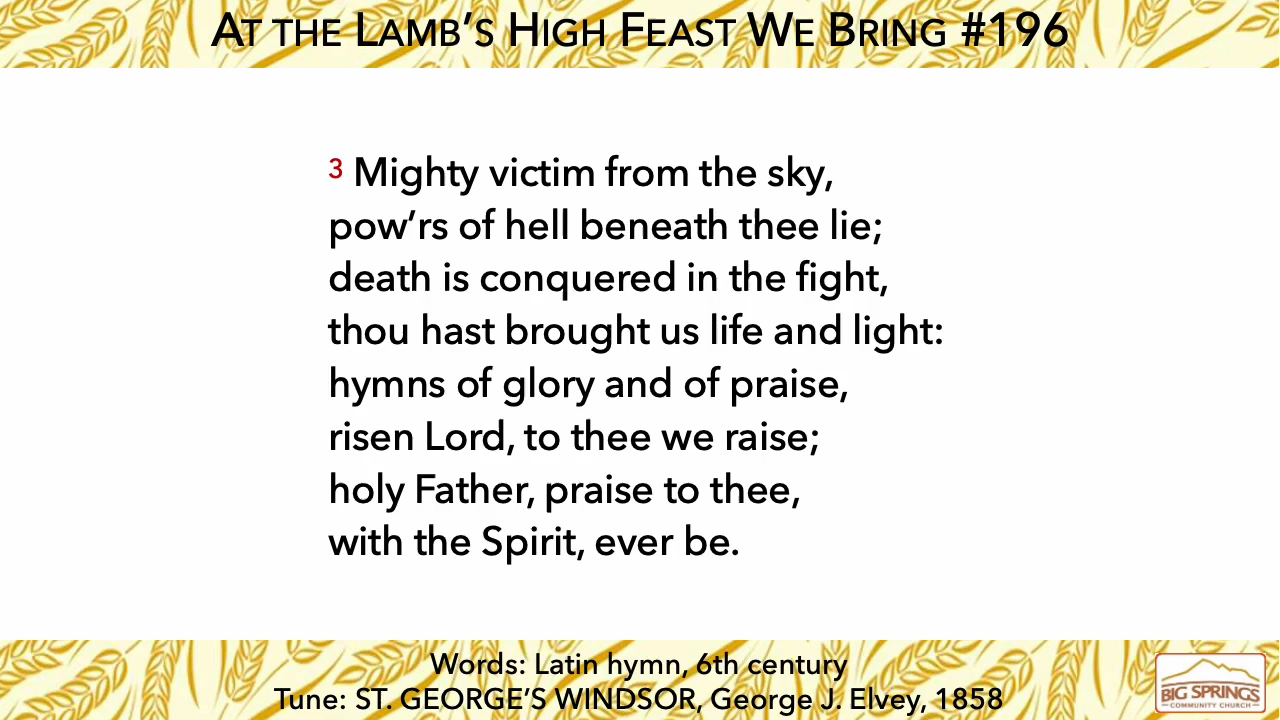 At the Lamb’s High Feast We Bring #196
3 Mighty victim from the sky,
pow’rs of hell beneath thee lie;
death is conquered in the fight,
thou hast brought us life and light:
hymns of glory and of praise,
risen Lord, to thee we raise;
holy Father, praise to thee,
with the Spirit, ever be.
Words: Latin hymn, 6th century
Tune: ST. GEORGE’S WINDSOR, George J. Elvey, 1858
BIG SPRINGS
COMMUNITY CHURCH